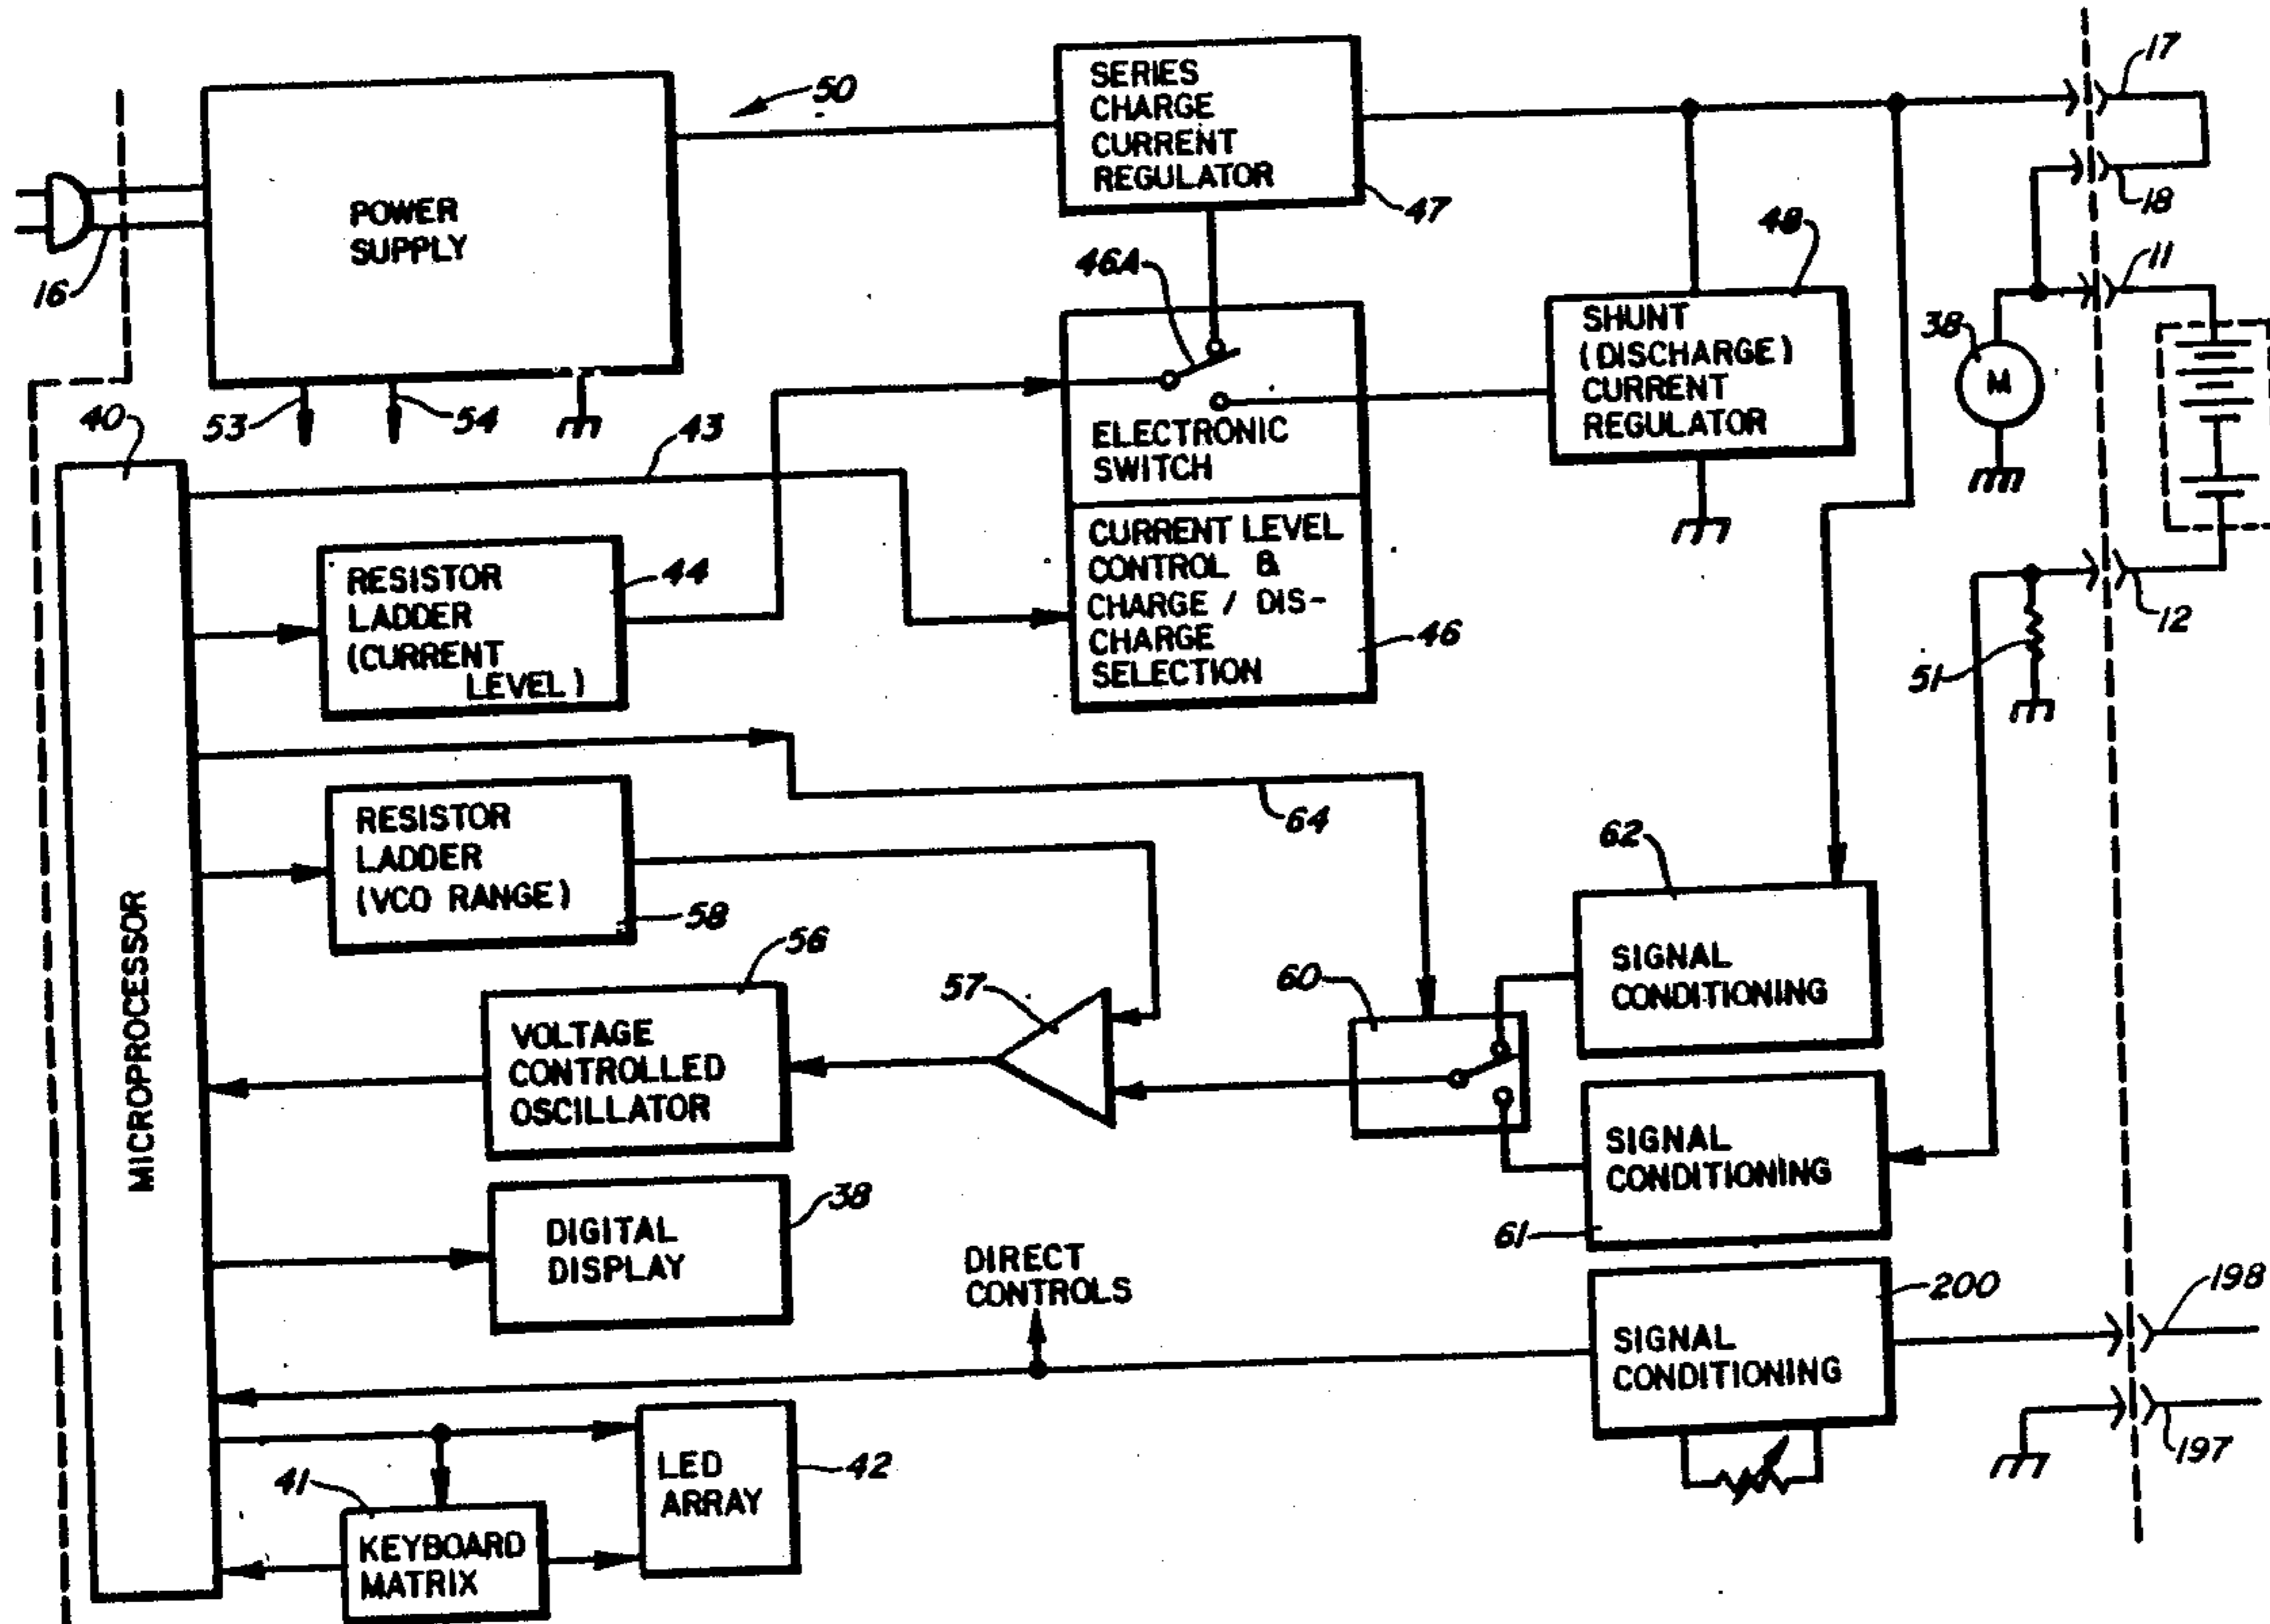 17
50
SERIES
CHARGE
CURRENT
REGULATOR
47
18
POWER
SUPPLY
16
46A
48
11
SHUNT
(DISCHARGE)
CURRENT
REGULATOR
38
M
53
54
40
43
ELECTRONIC
SWITCH
CURRENT LEVEL
CONTROL &
CHARGE / DIS-
CHARGE
SELECTION
46
RESISTOR
LADDER
(CURRENT
LEVEL)
44
12
51
64
RESISTOR
LADDER
(VCO RANGE)
58
62
SIGNAL
CONDITIONING
MICROPROCESSOR
56
VOLTAGE
CONTROLLED
OSCILLATOR
57
60
SIGNAL
CONDITIONING
61
DIGITAL
DISPLAY
38
DIRECT
CONTROLS
200
SIGNAL
CONDITIONING
198
197
LED
ARRAY
42
41
KEYBOARD
MATRIX